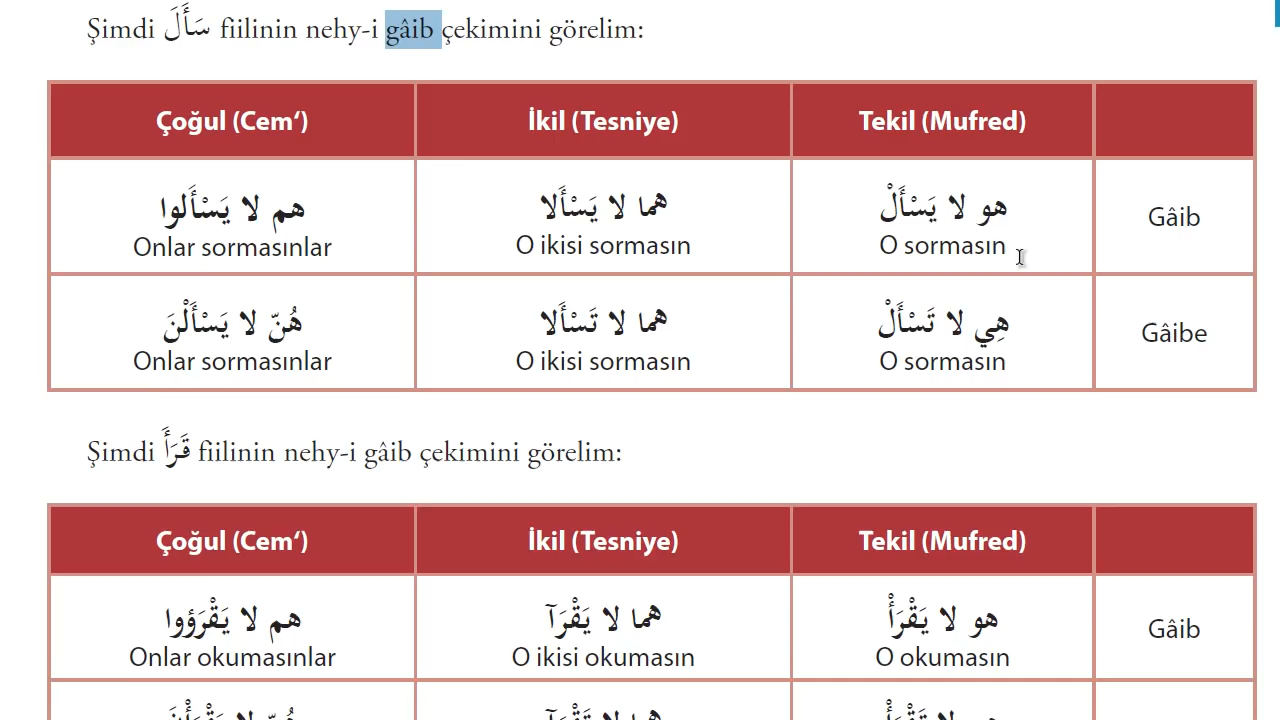 Şimdi سَأَلَ fiilinin nehy-i gâib çekimini görelim:
Çoğul (Cem‘) İkil (Tesniye) Tekil (Mufred)
هم لا يَسْأَلوا هما لا يَسْأَلا هو لا يَسْأَلْ
Onlar sormasınlar O ikisi sormasın O sormasın
Gâib
هُنّ لا يَسْأَلْنَ هما لا تَسْأَلا هِي لا تَسْأَلْ
Onlar sormasınlar O ikisi sormasın O sormasın
Gâibe
Şimdi قَرَأَ fiilinin nehy-i gâib çekimini görelim:
Çoğul (Cem‘) İkil (Tesniye) Tekil (Mufred)
هم لا يَقْرَؤوا هما لا يَقْرَآ هو لا يَقْرَأْ
Onlar okumasınlar O ikisi okumasın O okumasın
Gâib